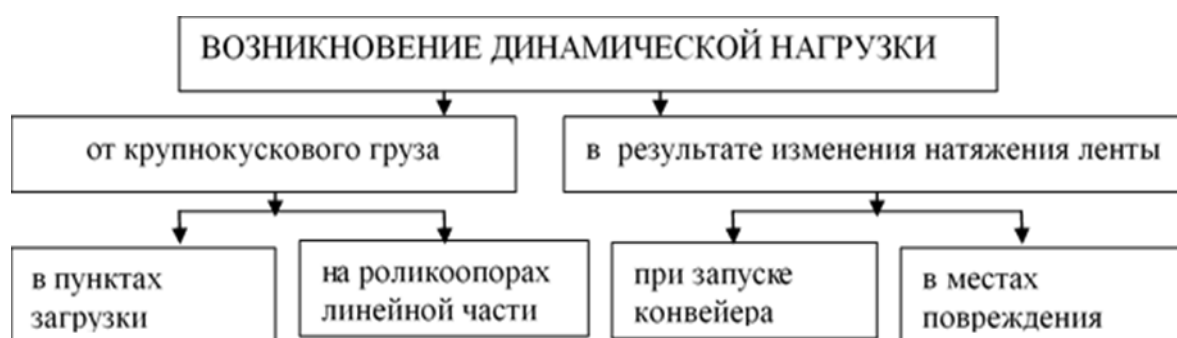 ВОЗНИКНОВЕНИЕ ДИНАМИЧЕСКОЙ НАГРУЗКИ
от крупнокускового груза
в результате изменения натяжения ленты
в пунктах
загрузки
на роликоопорах
линейной части
при запуске
конвейера
в местах
повреждения